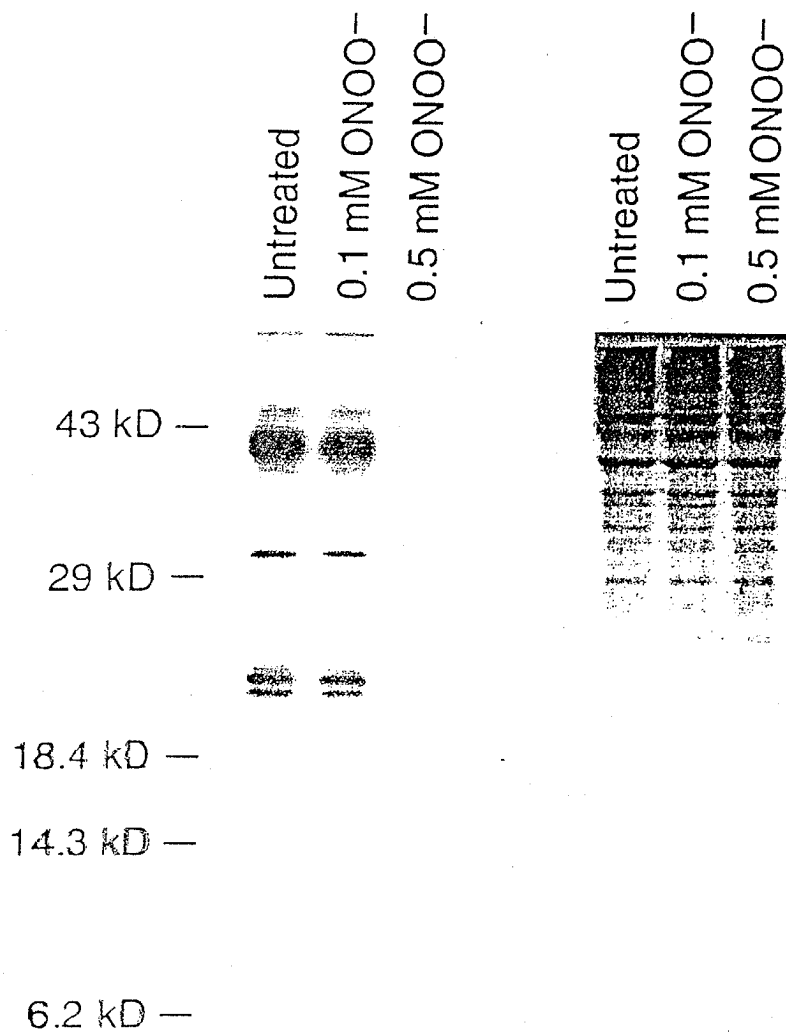 Untreated
0.1 mM ONOO−
0.5 mM ONOO−
Untreated
0.1 mM ONOO−
0.5 mM ONOO−
43 kD —
29 kD —
18.4 kD —
14.3 kD —
6.2 kD —